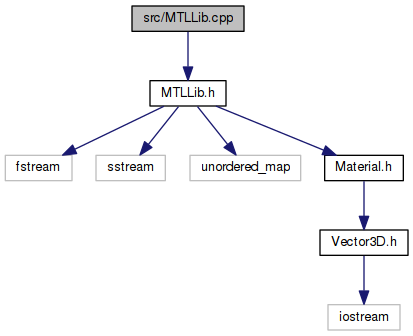 src/MTLLib.cpp
MTLLib.h
fstream
sstream
unordered_map
Material.h
Vector3D.h
iostream